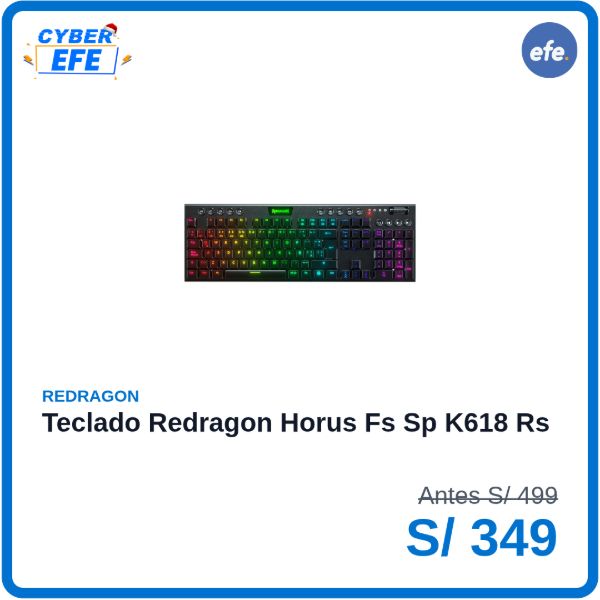 CYBER
EFE
efe.
REDRAGON
Teclado Redragon Horus Fs Sp K618 Rs
Antes S/ 499
S/ 349